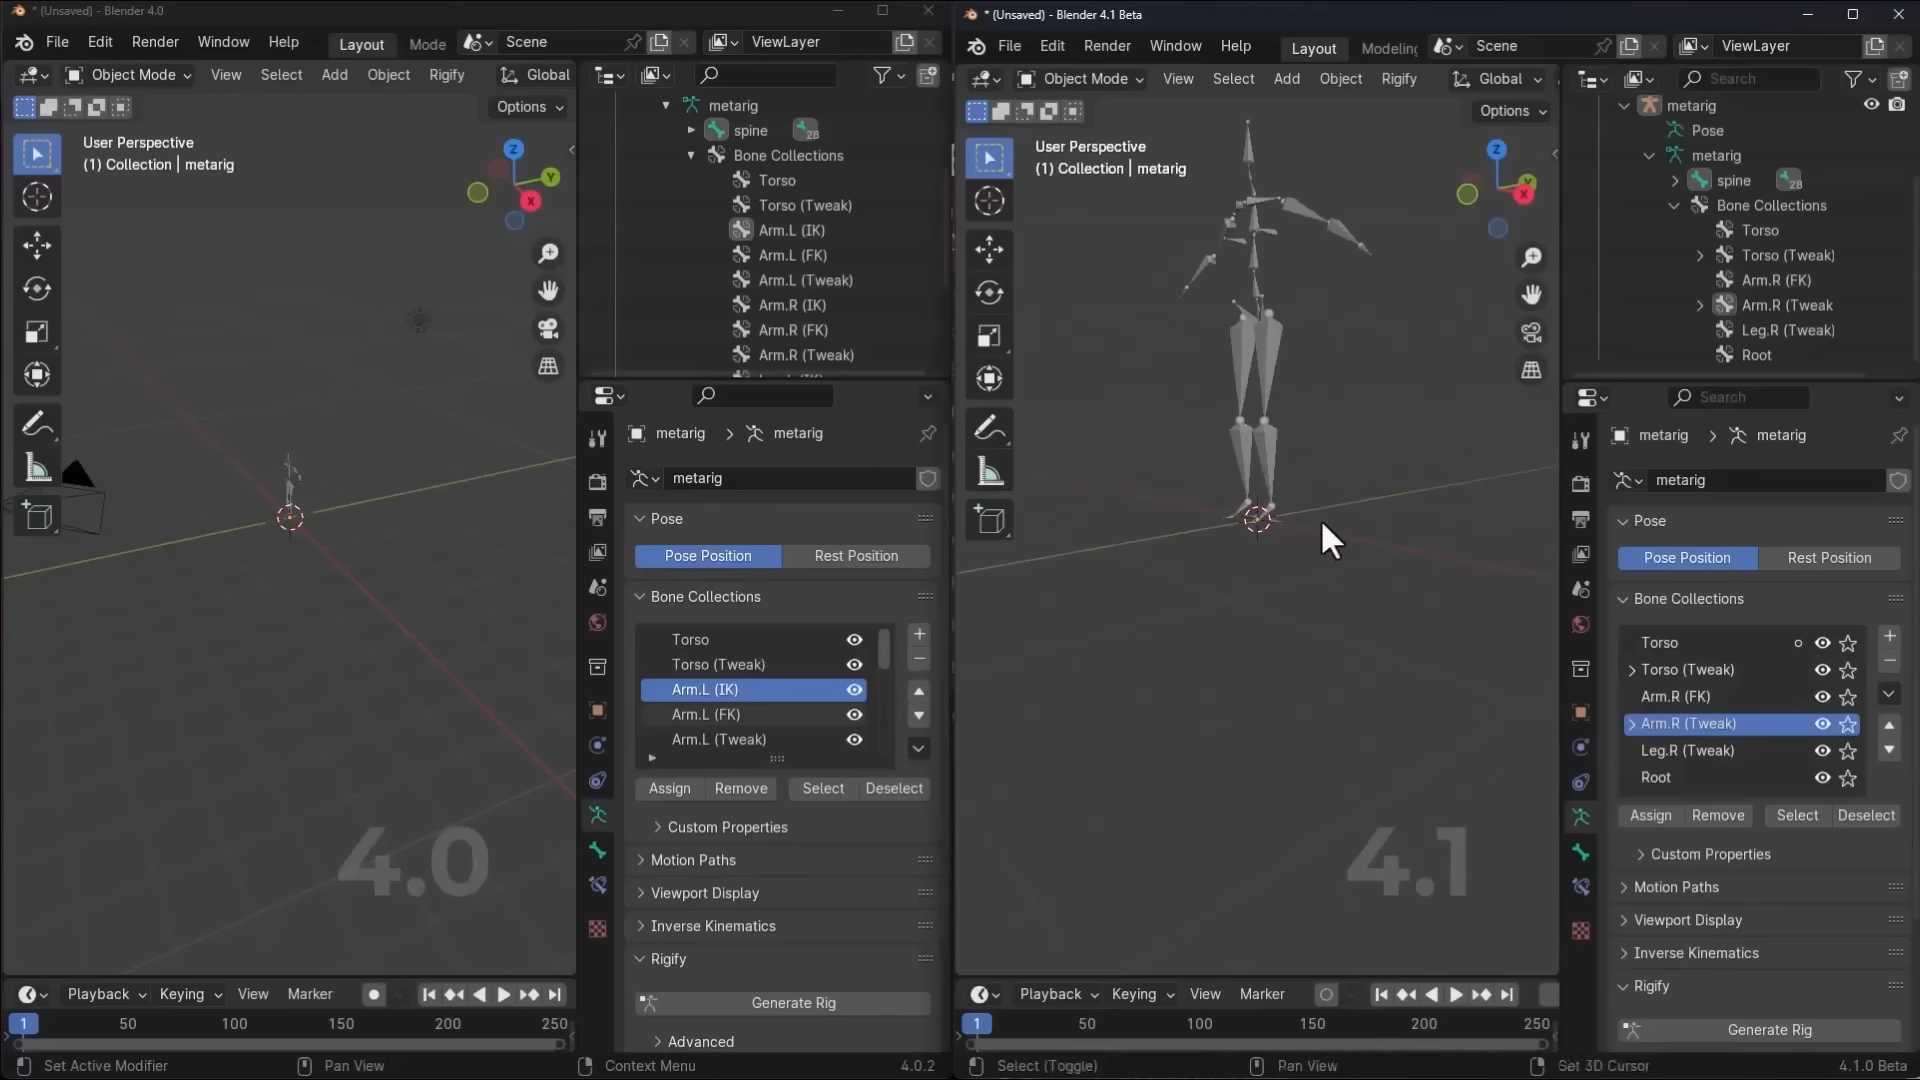 * (Unsaved) - Blender 4.0
File Edit Render Window Help Layout Mode Scene ViewLayer
Object Mode View Select Add Object Rigify Global
Options
User Perspective
(1) Collection | metarig
Z
Y
X
metarig
spine 28
Bone Collections
Torso
Torso (Tweak)
Arm.L (IK)
Arm.L (FK)
Arm.L (Tweak)
Arm.R (IK)
Arm.R (FK)
Arm.R (Tweak)
metarig > metarig
metarig
Pose
Pose Position Rest Position
Bone Collections
Torso
Torso (Tweak)
Arm.L (IK)
Arm.L (FK)
Arm.L (Tweak)
Assign Remove Select Deselect
Custom Properties
Motion Paths
Viewport Display
Inverse Kinematics
Rigify
Generate Rig
Advanced
4.0
Playback Keying View Marker
1 50 100 150 200 250
Set Active Modifier Pan View Context Menu 4.0.2
* (Unsaved) - Blender 4.1 Beta
File Edit Render Window Help Layout Modeling Scene ViewLayer
Object Mode View Select Add Object Rigify Global
Search
Options
User Perspective
(1) Collection | metarig
Z
X
metarig
Pose
metarig
spine 28
Bone Collections
Torso
Torso (Tweak)
Arm.R (FK)
Arm.R (Tweak
Leg.R (Tweak)
Root
Search
metarig > metarig
metarig
Pose
Pose Position Rest Position
Bone Collections
Torso
Torso (Tweak)
Arm.R (FK)
Arm.R (Tweak)
Leg.R (Tweak)
Root
Assign Remove Select Deselect
Custom Properties
Motion Paths
Viewport Display
Inverse Kinematics
Rigify
Generate Rig
4.1
Playback Keying View Marker
1 50 100 150 200 250
Select (Toggle) Pan View Set 3D Cursor 4.1.0 Beta